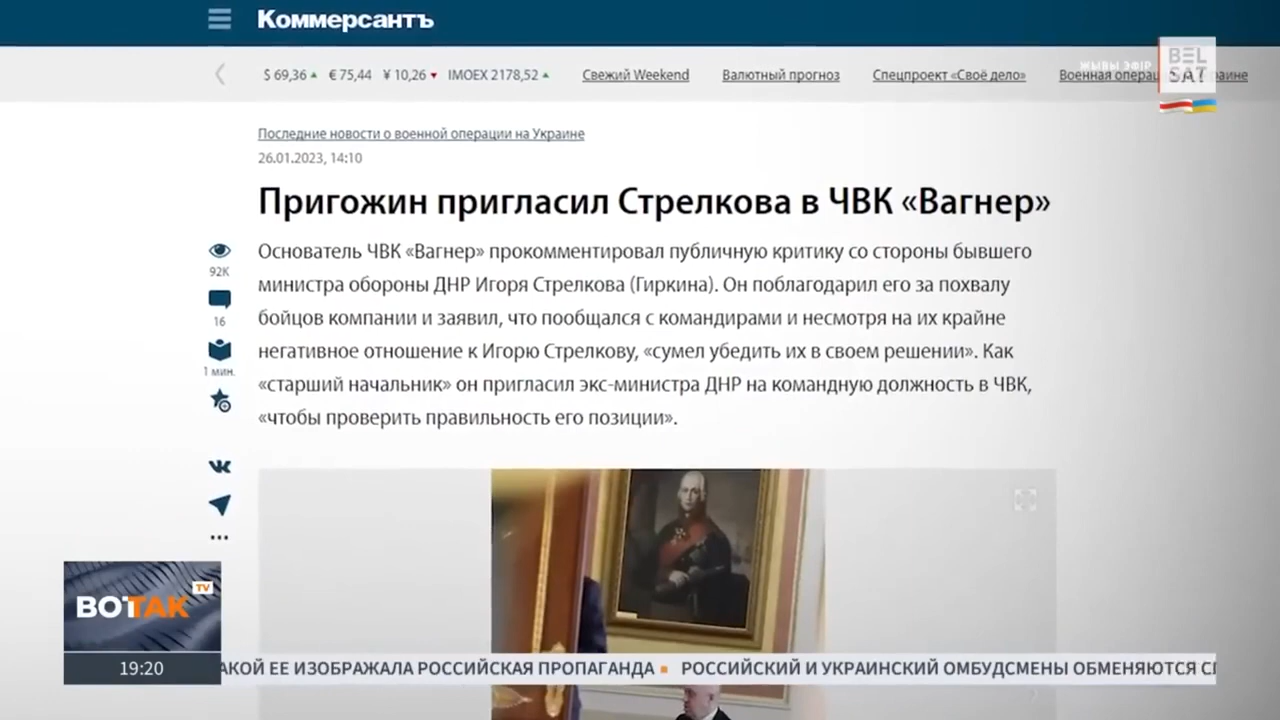 Коммерсантъ
$ 69,36 € 75,44 ¥ 10,26 IMOEX 2178,52 Свежий Weekend Валютный прогноз Спецпроект «Своё дело» Военная операц
ЖЫВЫ ЭФІР
BEL
SAT
Последние новости о военной операции на Украине
26.01.2023, 14:10
Пригожин пригласил Стрелкова в ЧВК «Вагнер»
Основатель ЧВК «Вагнер» прокомментировал публичную критику со стороны бывшего
министра обороны ДНР Игоря Стрелкова (Гиркина). Он поблагодарил его за похвалу
бойцов компании и заявил, что пообщался с командирами и несмотря на их крайне
негативное отношение к Игорю Стрелкову, «сумел убедить их в своем решении». Как
«старший начальник» он пригласил экс-министра ДНР на командную должность в ЧВК,
«чтобы проверить правильность его позиции».
92K
16
1 мин.
ВОТТАК
TV
19:20
АКОЙ ЕЕ ИЗОБРАЖАЛА РОССИЙСКАЯ ПРОПАГАНДА ▪ РОССИЙСКИЙ И УКРАИНСКИЙ ОМБУДСМЕНЫ ОБМЕНЯЮТСЯ